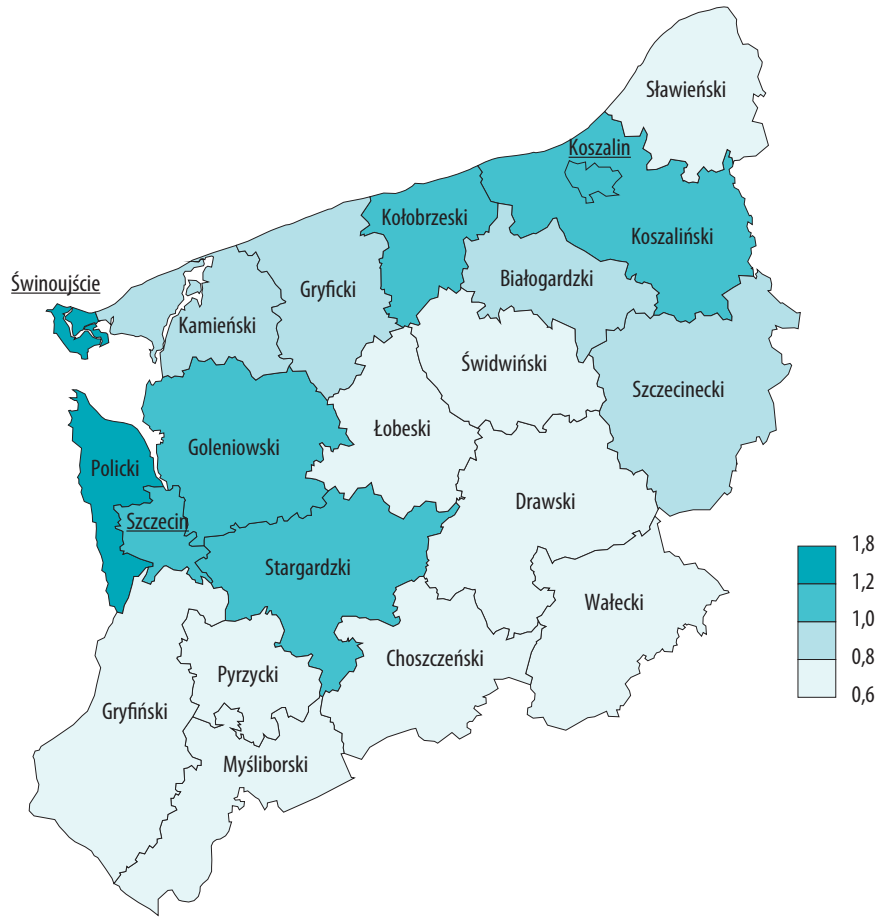 Sławieński
Koszalin
Kołobrzeski
Koszaliński
Białogardzki
Świnoujście
Gryficki
Kamieński
Świdwiński
Szczecinecki
Łobeski
Goleniowski
Policki
Drawski
Szczecin
Stargardzki
Wałecki
Choszczeński
Pyrzycki
Gryfiński
Myśliborski
1,8
1,2
1,0
0,8
0,6